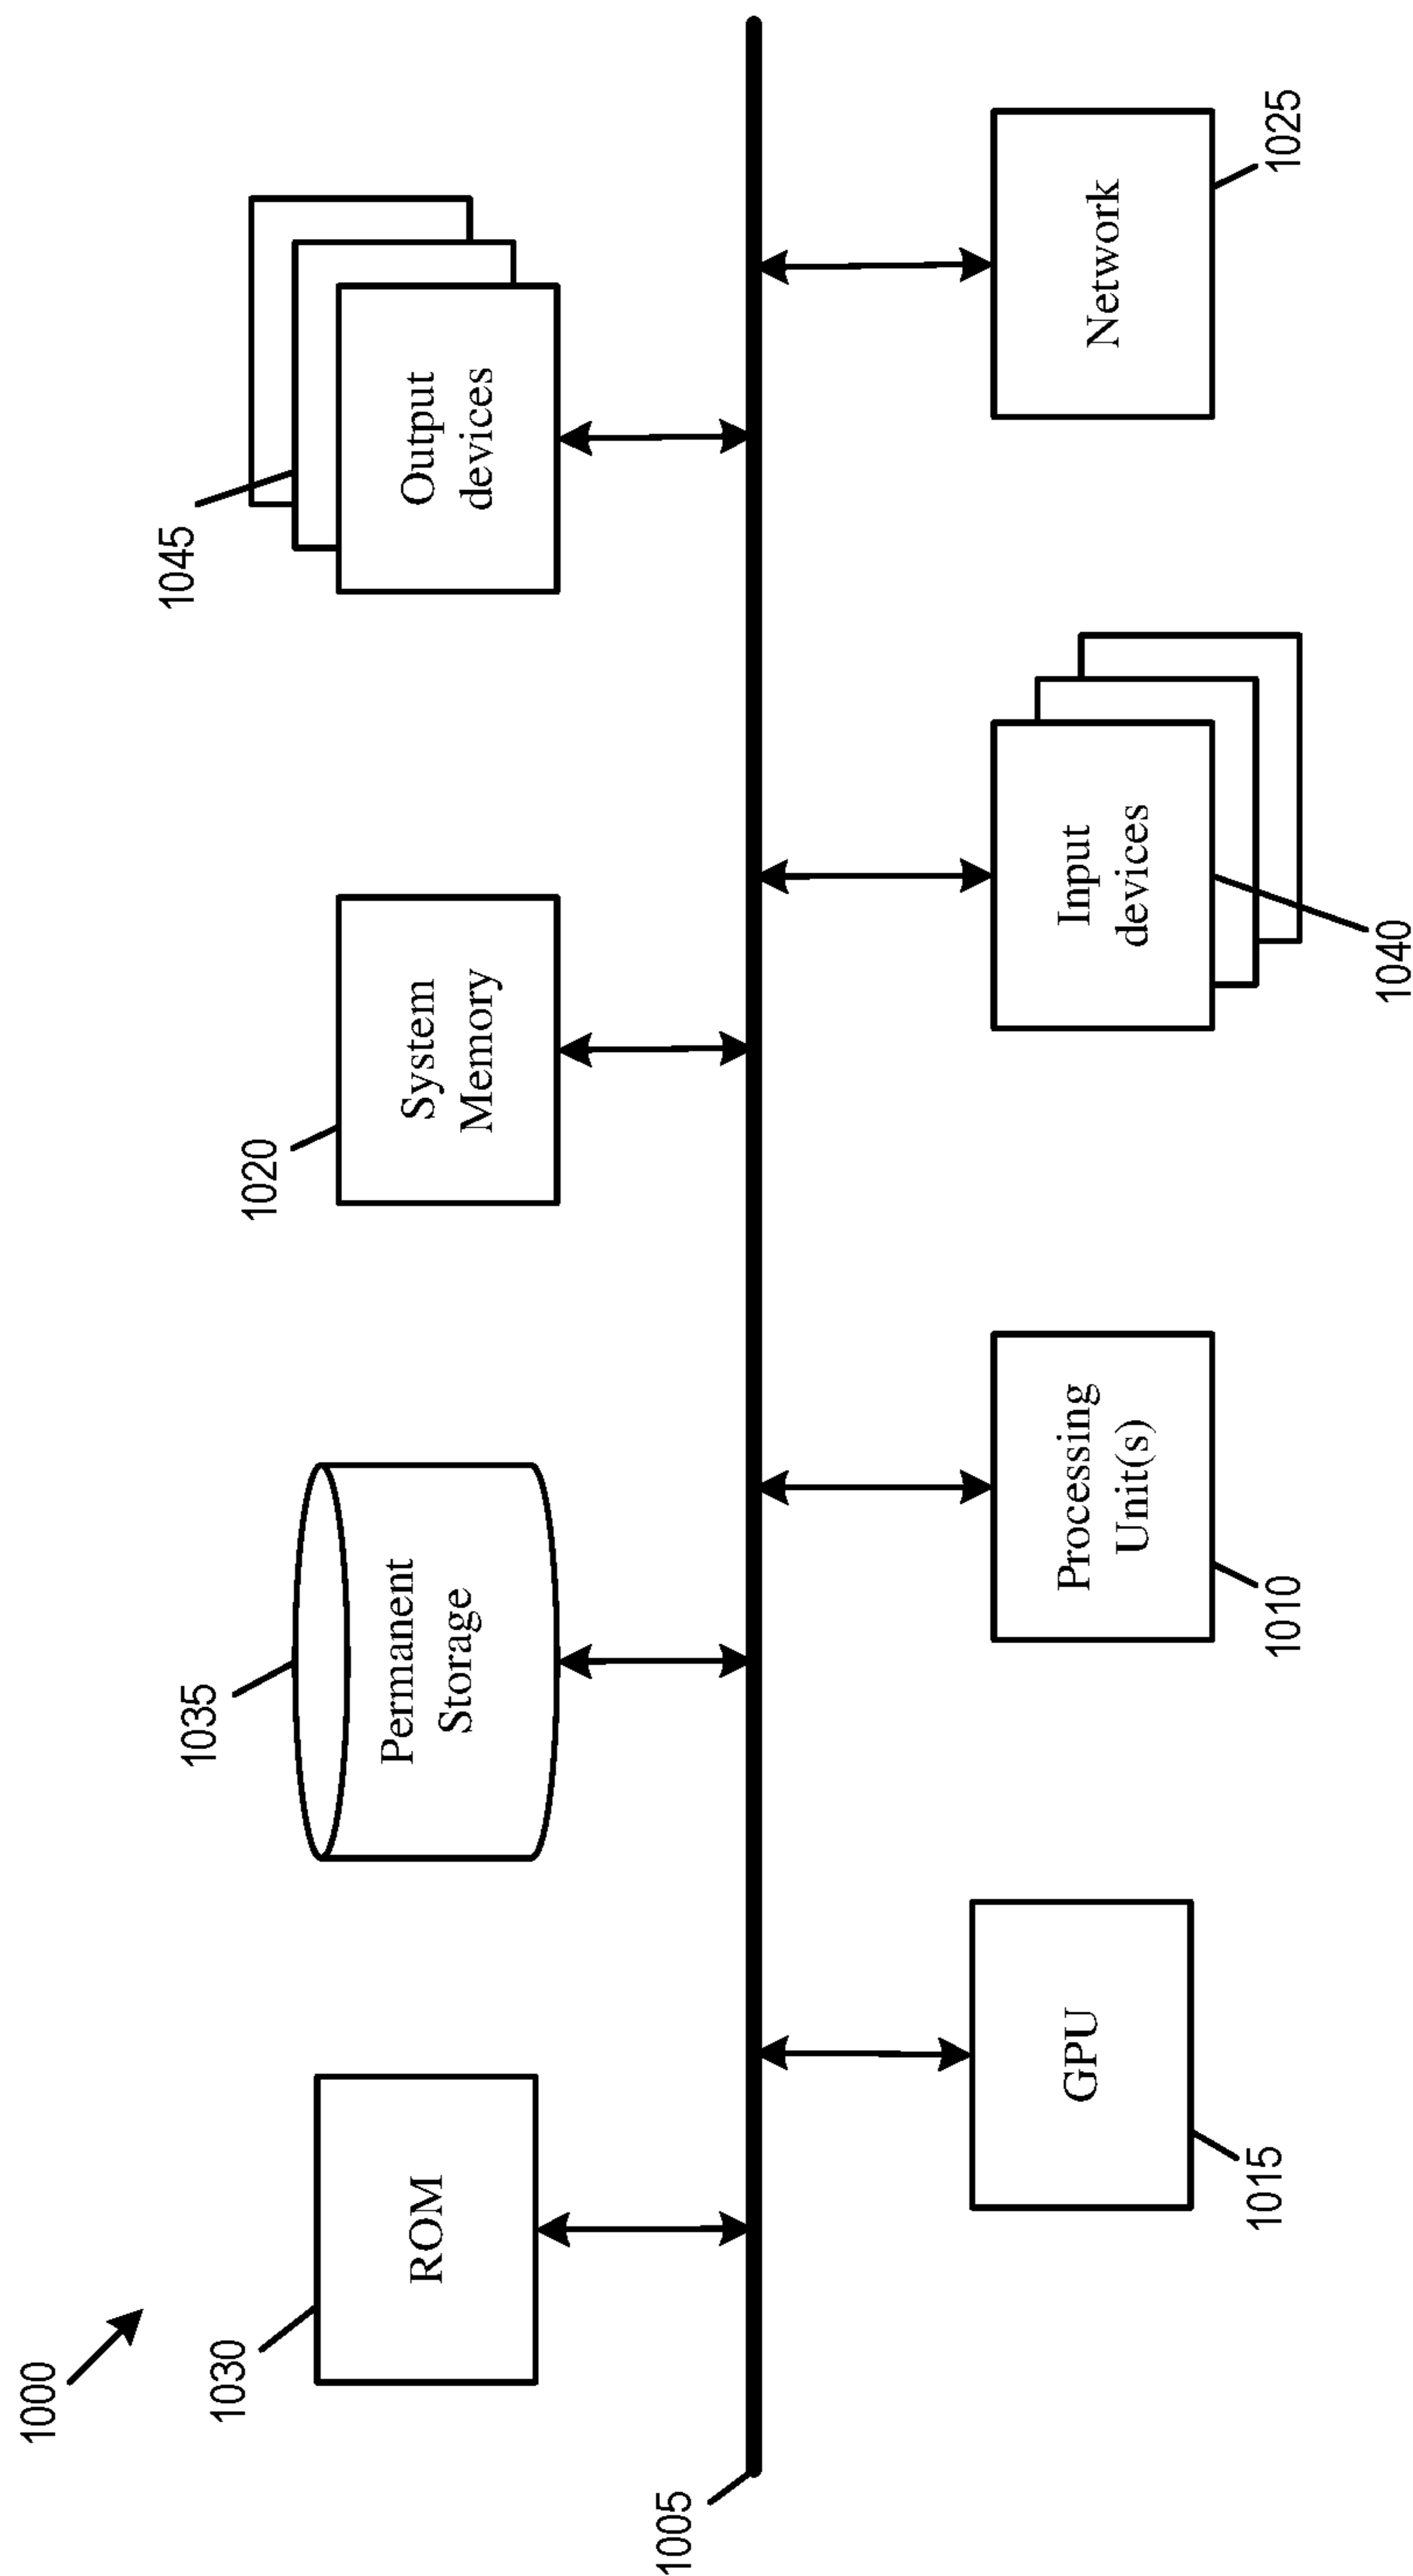 1000
1030
ROM
1035
Permanent
Storage
1020
System
Memory
1045
Output
devices
1005
GPU
1015
Processing
Unit(s)
1010
Input
devices
1040
Network
1025